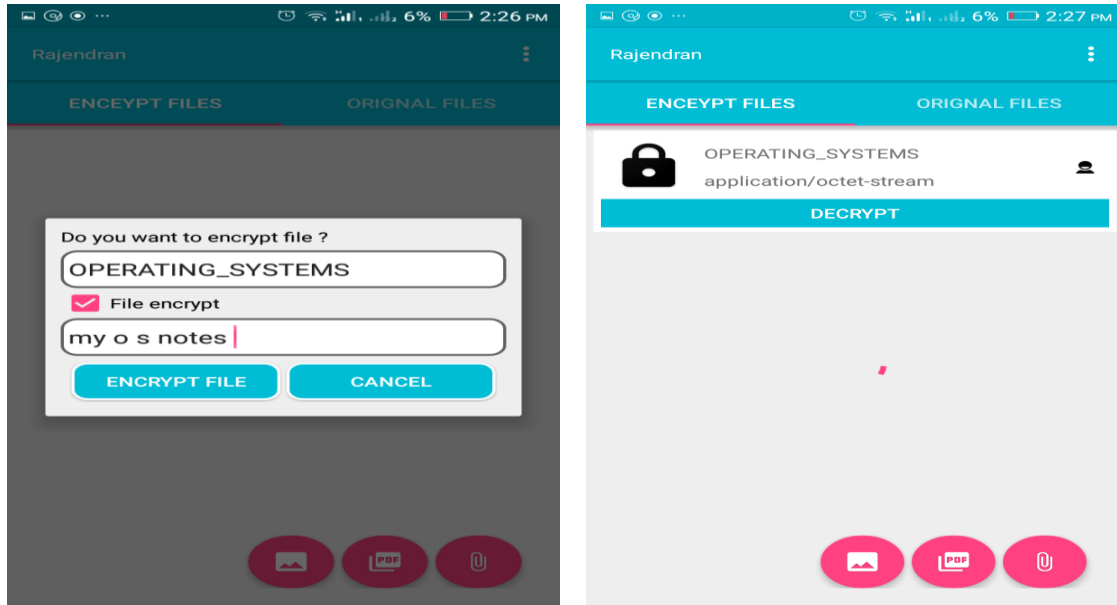 6% 2:26 PM
Rajendran
ENCEYPT FILES ORIGNAL FILES
Do you want to encrypt file ?
OPERATING_SYSTEMS
File encrypt
my o s notes
ENCRYPT FILE CANCEL
PDF
6% 2:27 PM
Rajendran
ENCEYPT FILES ORIGNAL FILES
OPERATING_SYSTEMS
application/octet-stream
DECRYPT
PDF